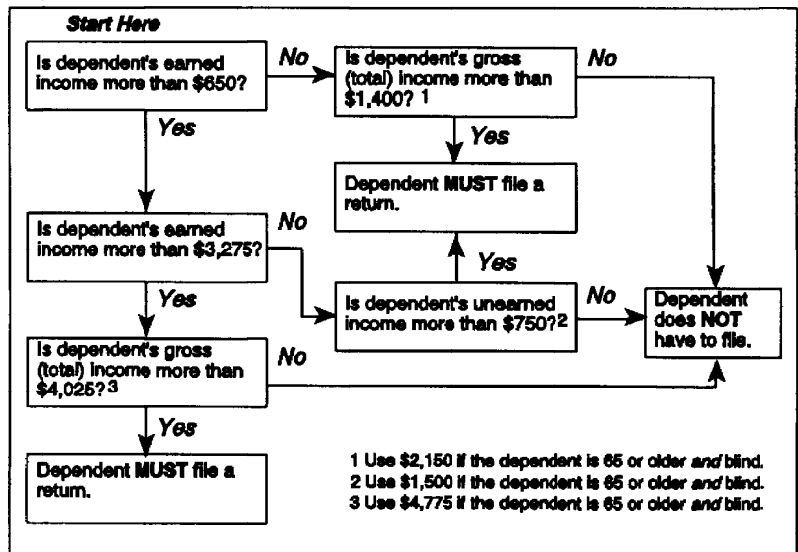 Start Here
Is dependent's earned
income more than $650?
No
Is dependent's gross
(total) income more than
$1,400? 1
No
Yes
Yes
Dependent MUST file a
return.
Is dependent's earned
income more than $3,275?
No
Yes
Yes
Is dependent's unearned
income more than $750?2
No
Dependent
does NOT
have to file.
Is dependent's gross
(total) income more than
$4,025?3
No
Yes
Dependent MUST file a
return.
1 Use $2,150 if the dependent is 65 or older and blind.
2 Use $1,500 if the dependent is 65 or older and blind.
3 Use $4,775 if the dependent is 65 or older and blind.